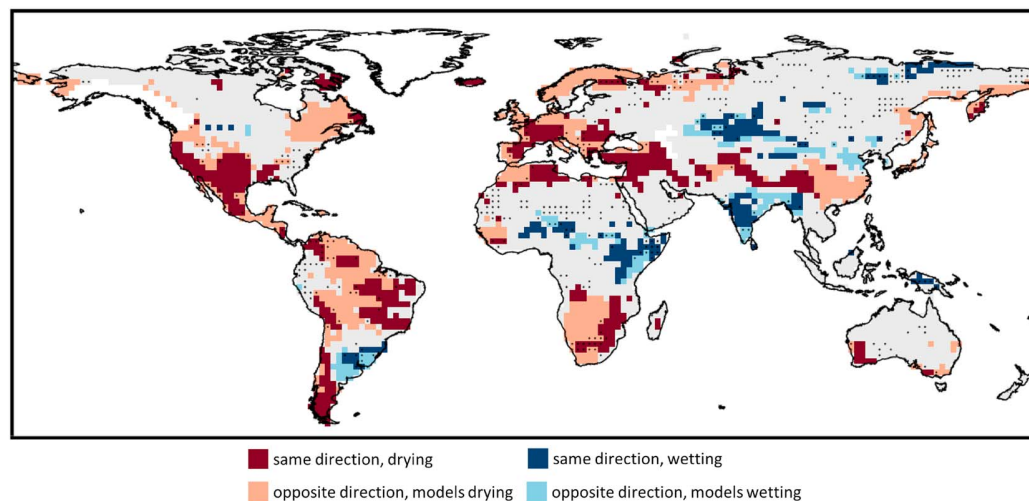 same direction, drying
same direction, wetting
opposite direction, models drying
opposite direction, models wetting